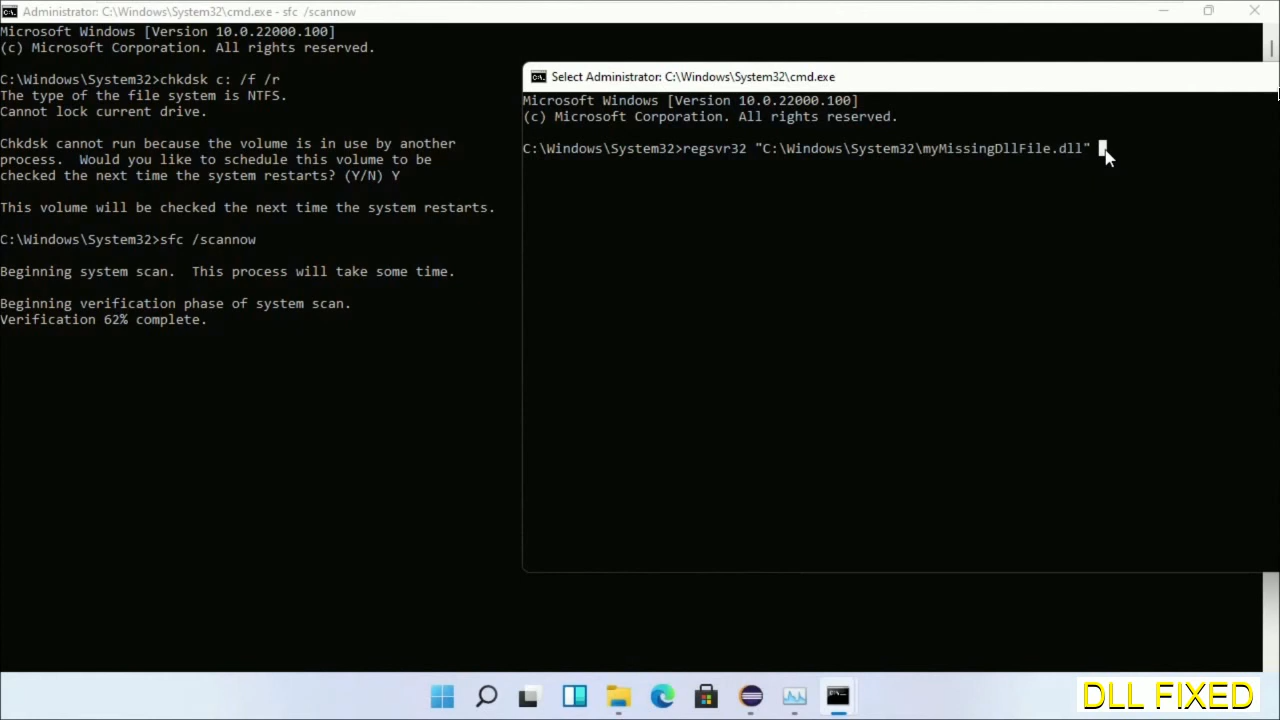 Administrator: C:\Windows\System32\cmd.exe - sfc /scannow
Microsoft Windows [Version 10.0.22000.100]
(c) Microsoft Corporation. All rights reserved.
C:\Windows\System32>chkdsk c: /f /r
The type of the file system is NTFS.
Cannot lock current drive.
Chkdsk cannot run because the volume is in use by another
process.  Would you like to schedule this volume to be
checked the next time the system restarts? (Y/N) Y
This volume will be checked the next time the system restarts.
C:\Windows\System32>sfc /scannow
Beginning system scan.  This process will take some time.
Beginning verification phase of system scan.
Verification 62% complete.
Select Administrator: C:\Windows\System32\cmd.exe
Microsoft Windows [Version 10.0.22000.100]
(c) Microsoft Corporation. All rights reserved.
C:\Windows\System32>regsvr32 "C:\Windows\System32\myMissingDllFile.dll"
DLL FIXED